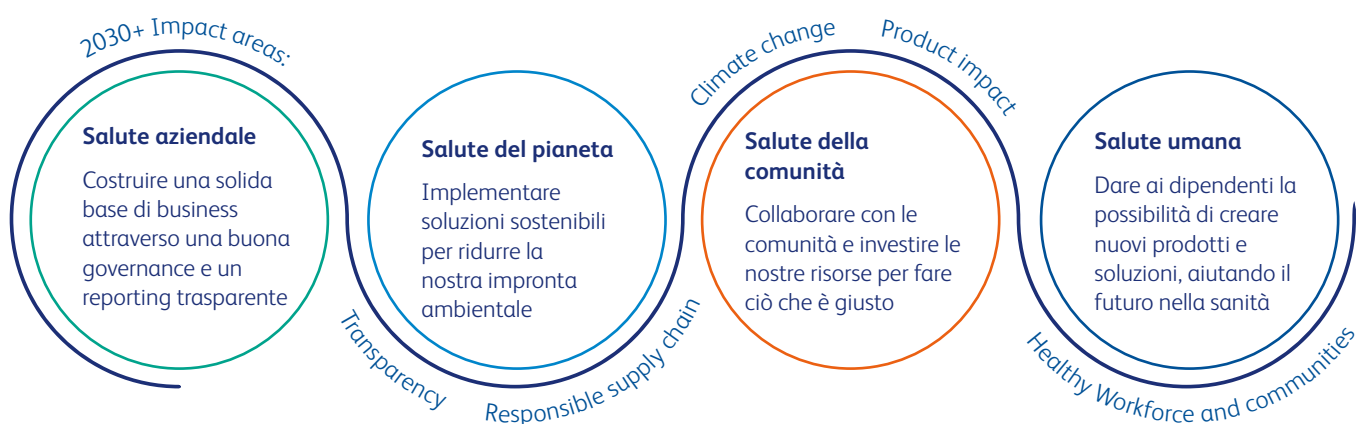 2030+ Impact areas:
Salute aziendale
Costruire una solida
base di business
attraverso una buona
governance e un
reporting trasparente
Transparency
Salute del pianeta
Implementare
soluzioni sostenibili
per ridurre la
nostra impronta
ambientale
Responsible supply chain
Climate change
Salute della
comunità
Collaborare con le
comunità e investire le
nostre risorse per fare
ciò che è giusto
Product impact
Salute umana
Dare ai dipendenti la
possibilità di creare
nuovi prodotti e
soluzioni, aiutando il
futuro nella sanità
Healthy Workforce and communities